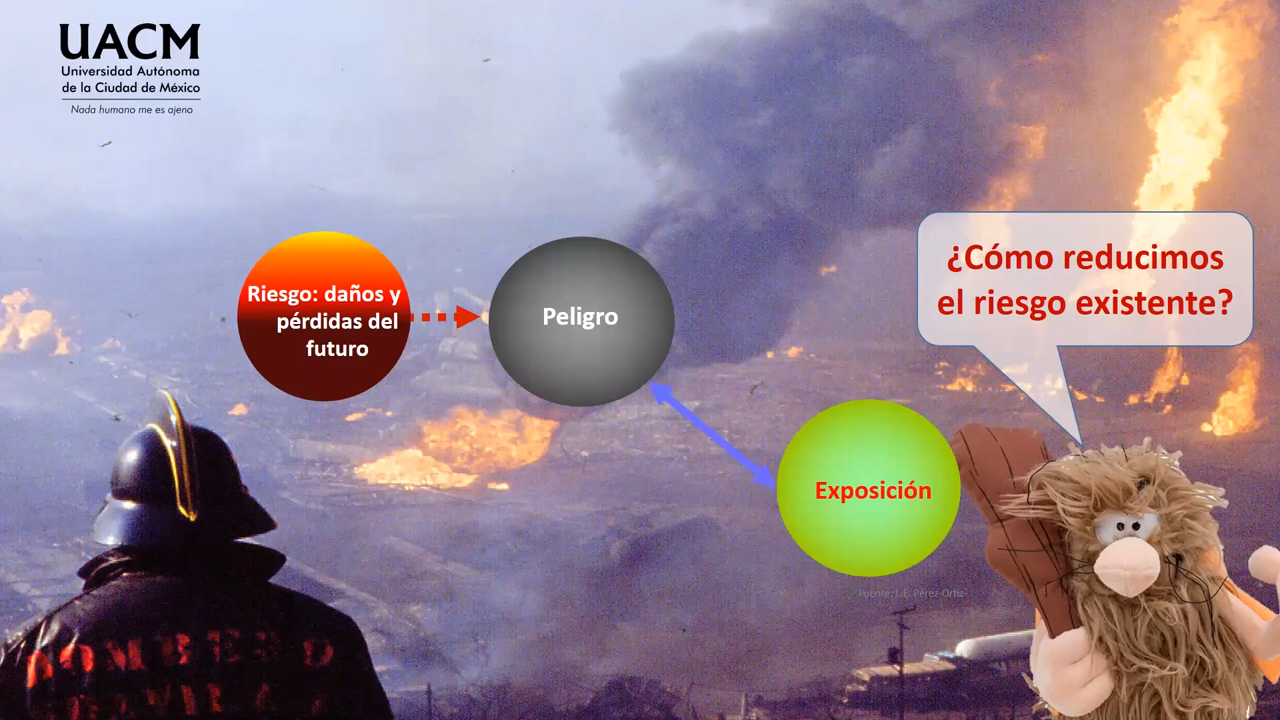 UACM
Universidad Autónoma
de la Ciudad de México
Nada humano me es ajeno
¿Cómo reducimos
el riesgo existente?
Riesgo: daños y
pérdidas del
futuro
Peligro
Exposición
Fuente: L.E. Pérez-Ortiz-